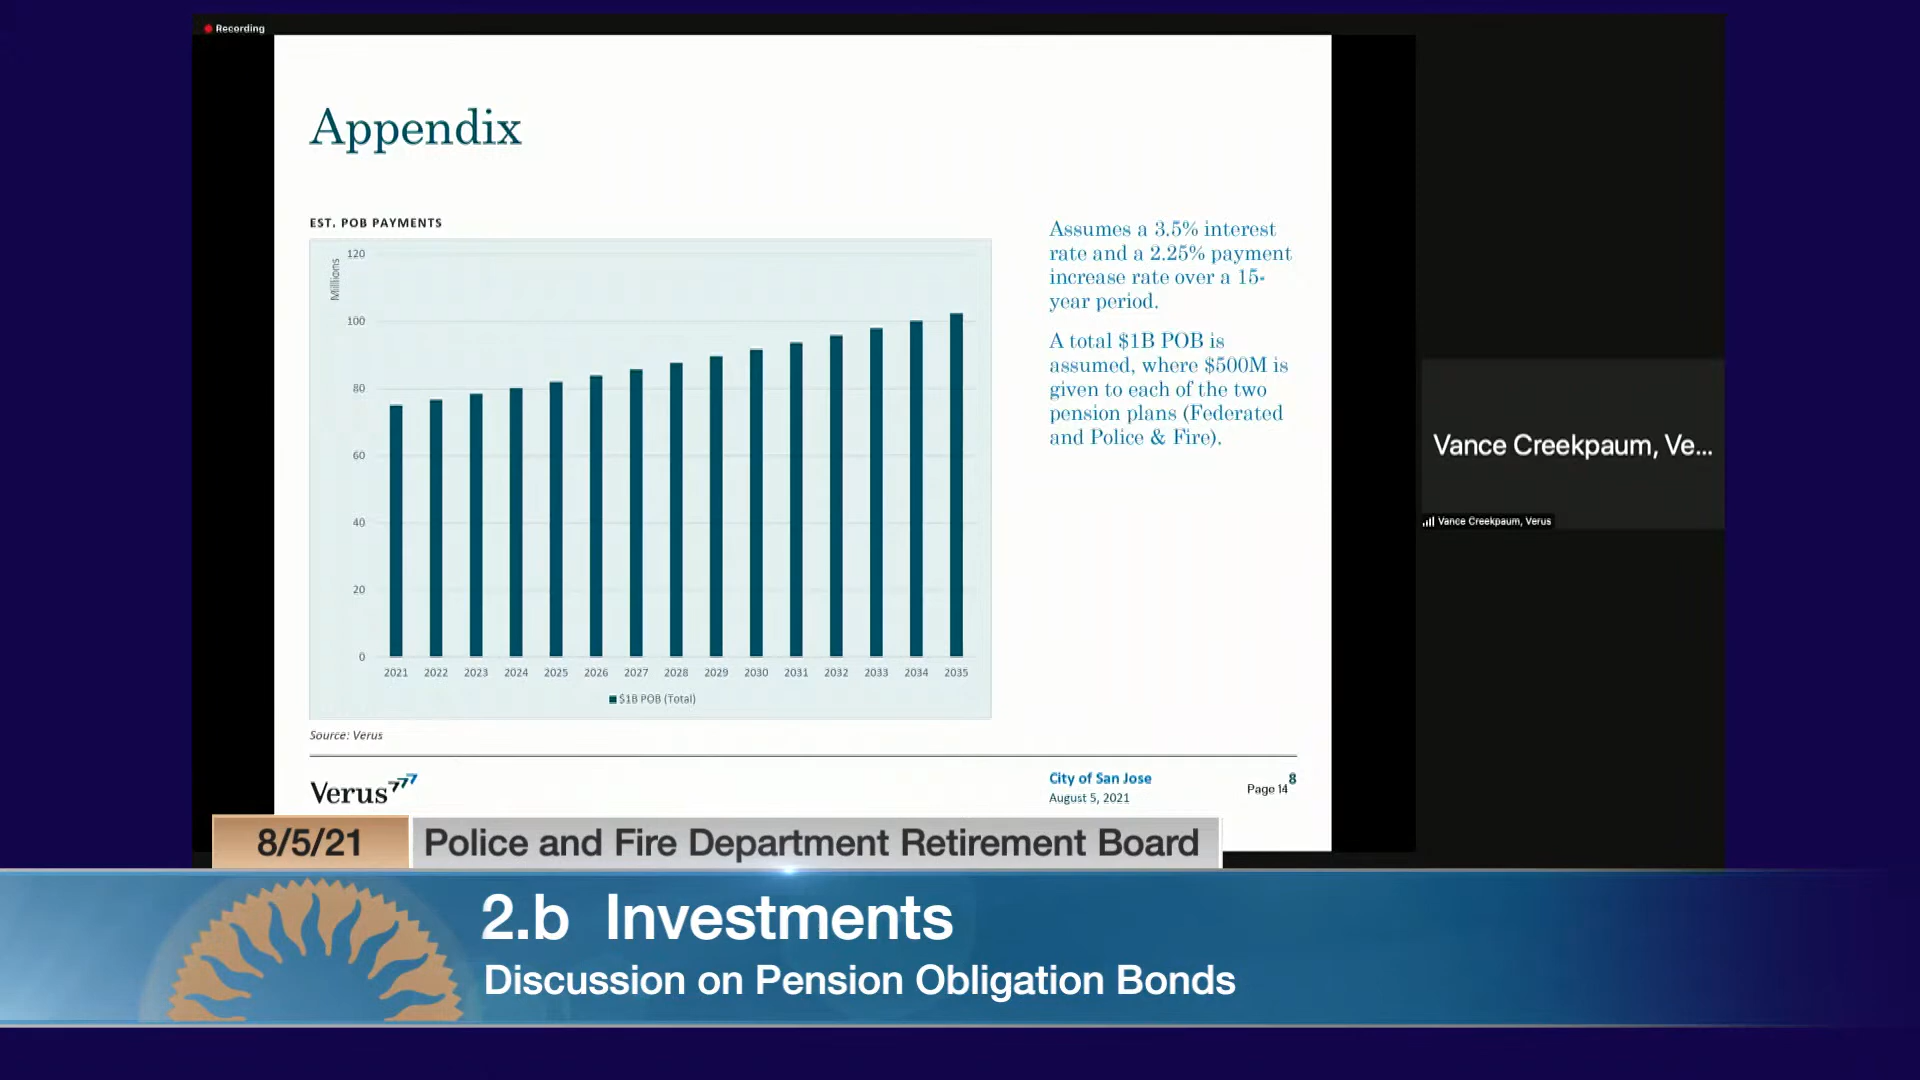 Recording
Appendix
EST. POB PAYMENTS
Millions
120
100
80
60
40
20
0
2021 2022 2023 2024 2025 2026 2027 2028 2029 2030 2031 2032 2033 2034 2035
$1B POB (Total)
Source: Verus
Assumes a 3.5% interest
rate and a 2.25% payment
increase rate over a 15-
year period.
A total $1B POB is
assumed, where $500M is
given to each of the two
pension plans (Federated
and Police & Fire).
Verus
City of San Jose
August 5, 2021
8
Page 14
Vance Creekpaum, Ve...
Vance Creekpaum, Verus
8/5/21
Police and Fire Department Retirement Board
2.b Investments
Discussion on Pension Obligation Bonds